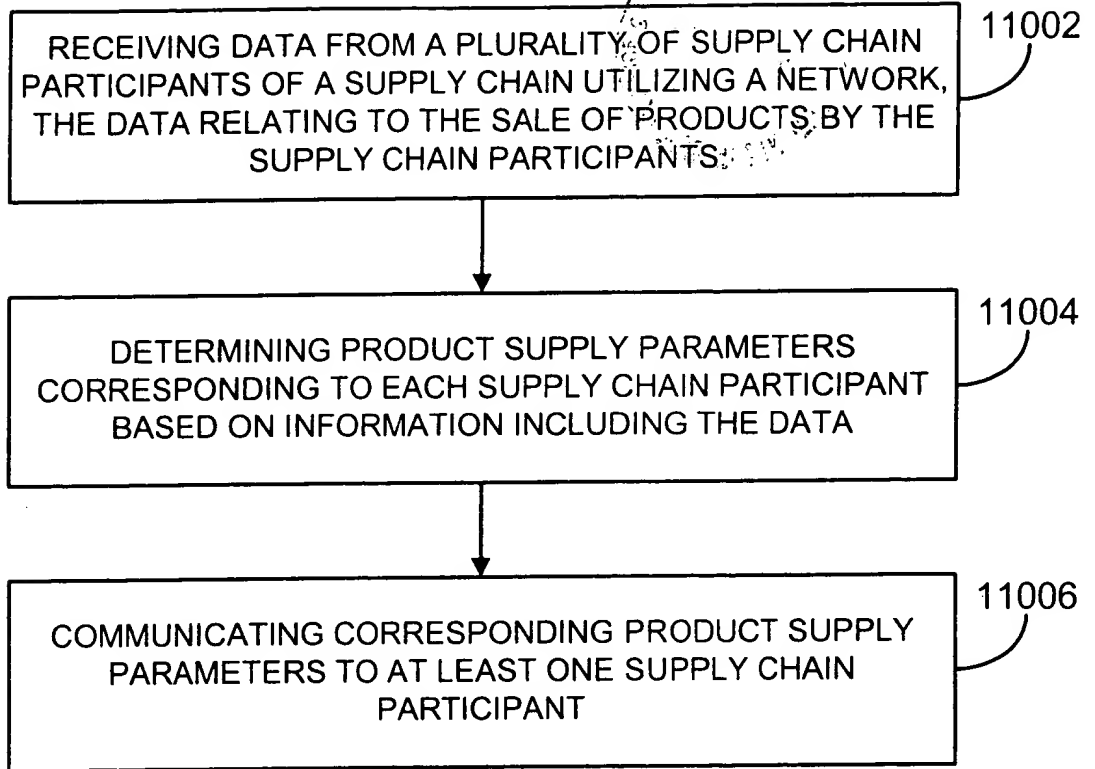 RECEIVING DATA FROM A PLURALITY OF SUPPLY CHAIN
PARTICIPANTS OF A SUPPLY CHAIN UTILIZING A NETWORK,
THE DATA RELATING TO THE SALE OF PRODUCTS BY THE
SUPPLY CHAIN PARTICIPANTS
11002
DETERMINING PRODUCT SUPPLY PARAMETERS
CORRESPONDING TO EACH SUPPLY CHAIN PARTICIPANT
BASED ON INFORMATION INCLUDING THE DATA
11004
COMMUNICATING CORRESPONDING PRODUCT SUPPLY
PARAMETERS TO AT LEAST ONE SUPPLY CHAIN
PARTICIPANT
11006